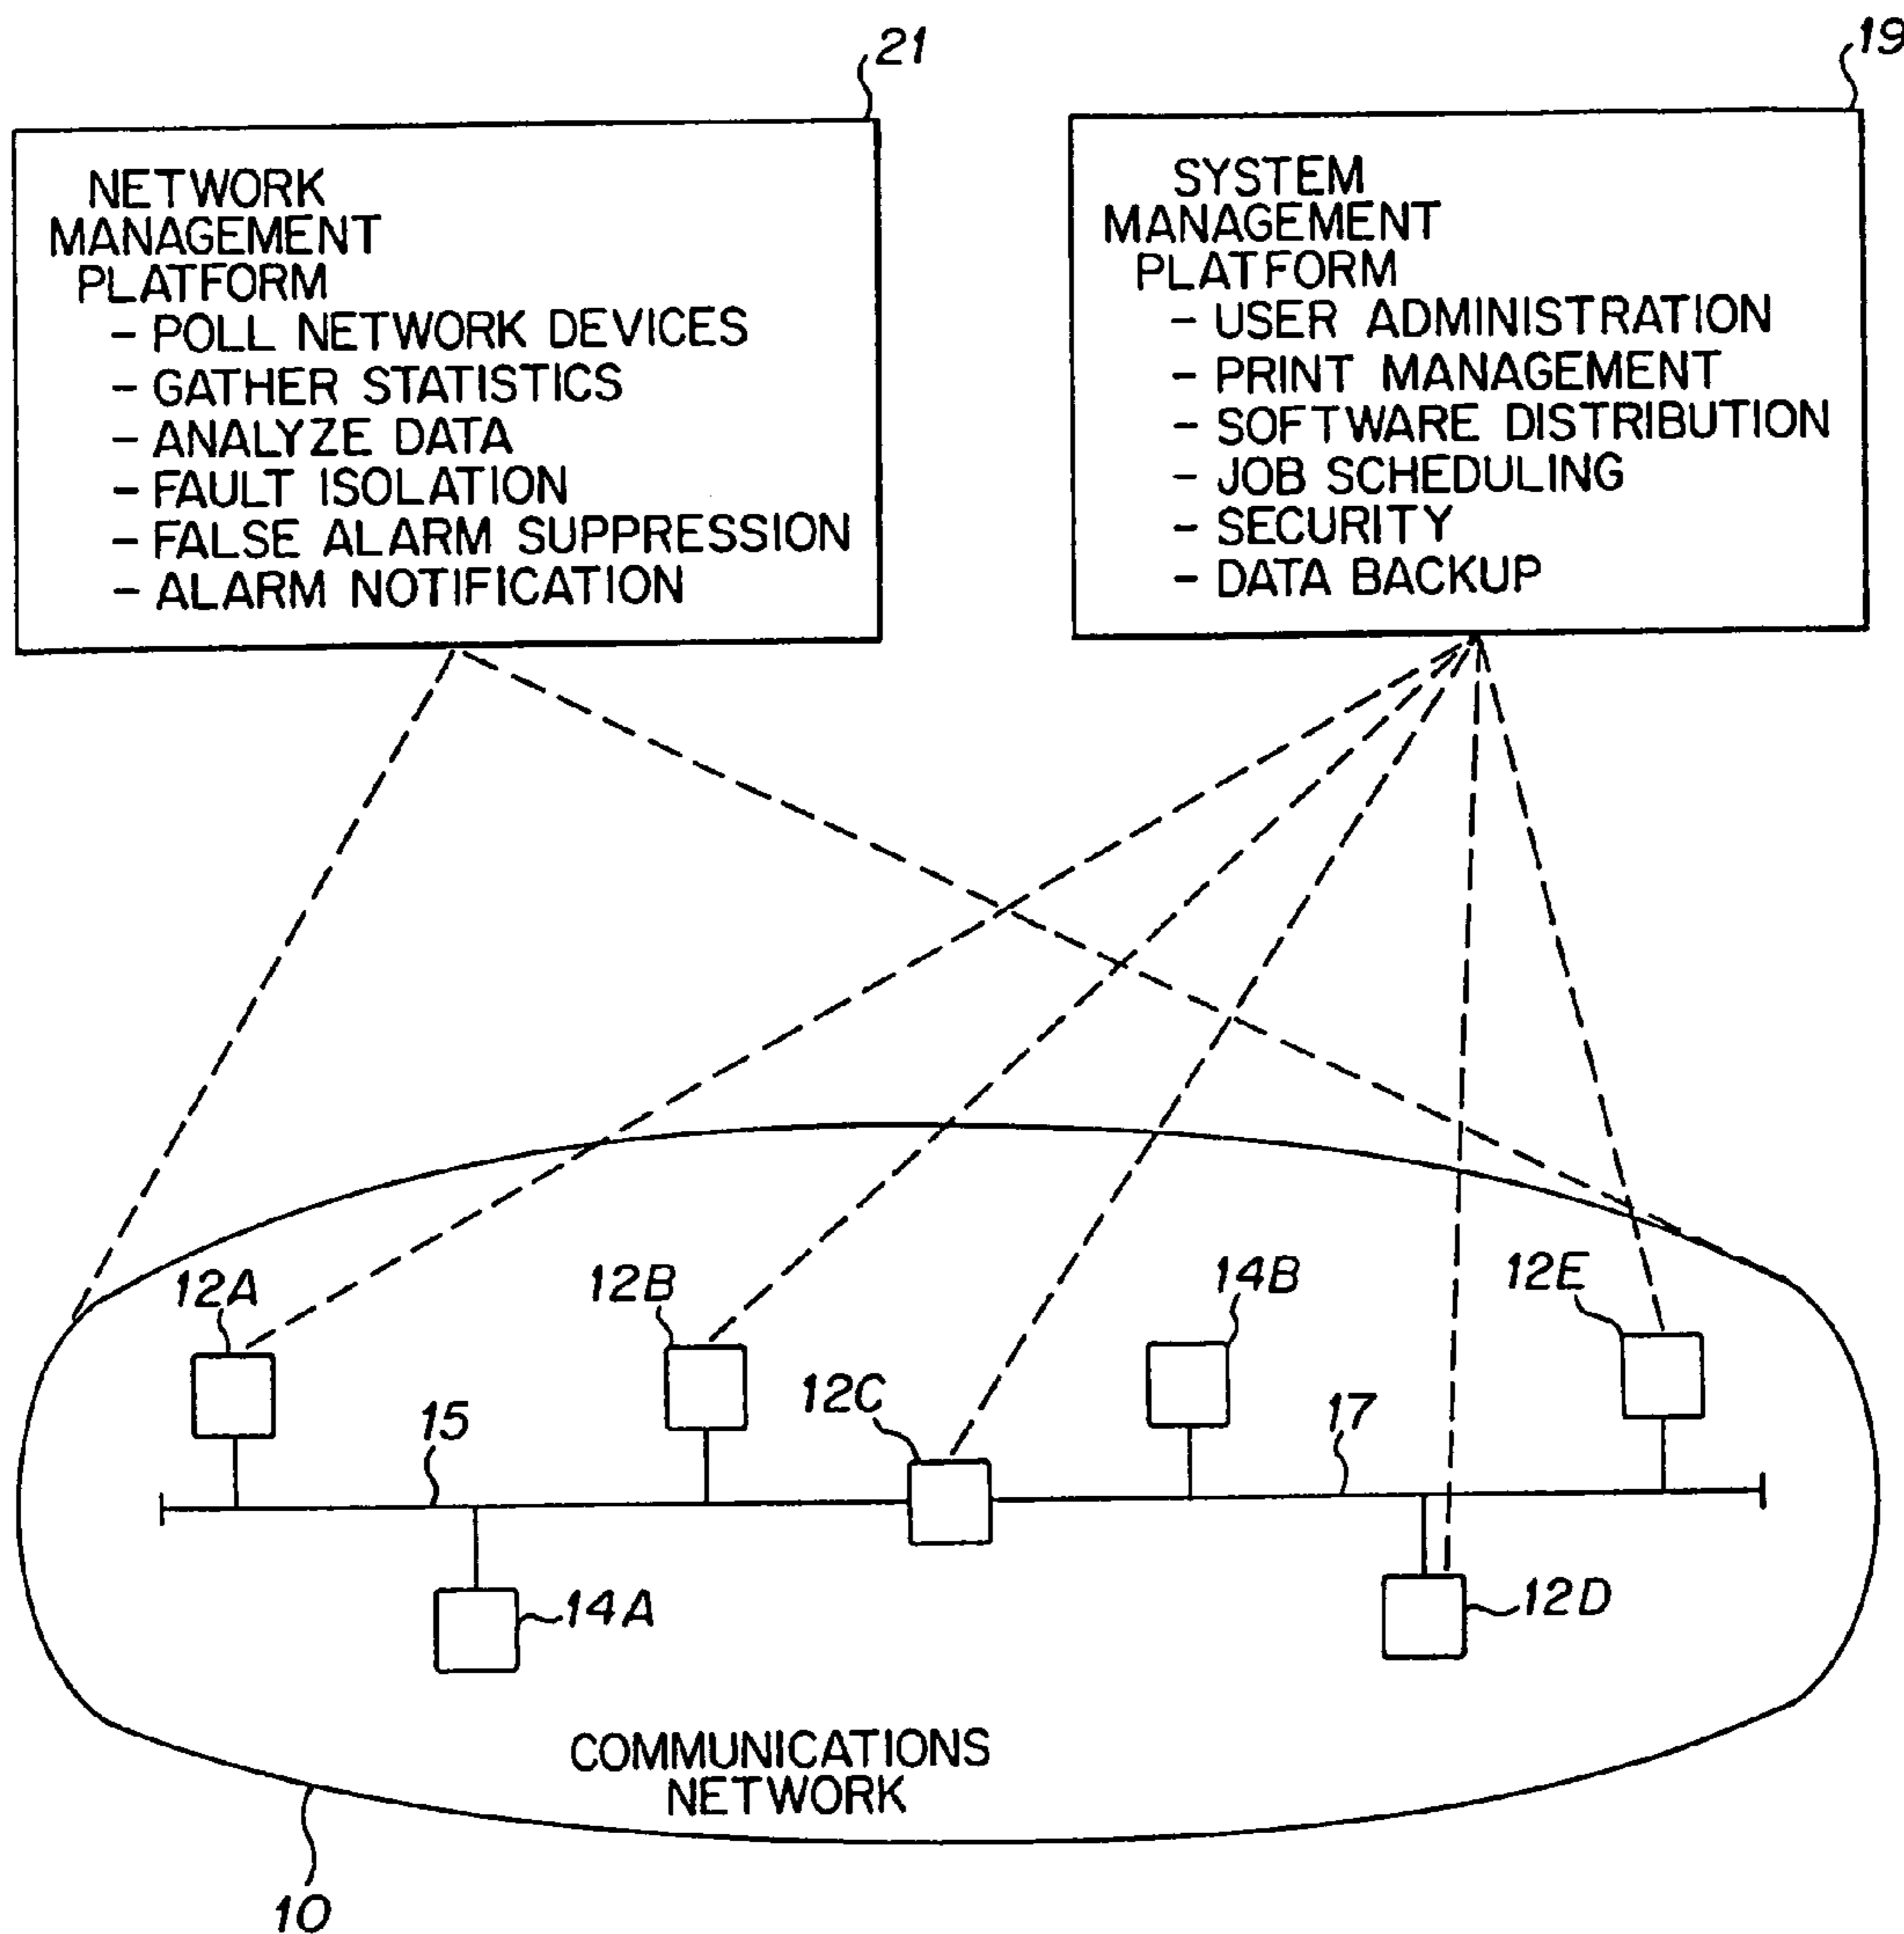 21
19
NETWORK
MANAGEMENT
PLATFORM
- POLL NETWORK DEVICES
- GATHER STATISTICS
- ANALYZE DATA
- FAULT ISOLATION
- FALSE ALARM SUPPRESSION
- ALARM NOTIFICATION
SYSTEM
MANAGEMENT
PLATFORM
- USER ADMINISTRATION
- PRINT MANAGEMENT
- SOFTWARE DISTRIBUTION
- JOB SCHEDULING
- SECURITY
- DATA BACKUP
12A
12B
14B
12E
12C
15
17
14A
12D
COMMUNICATIONS
NETWORK
10